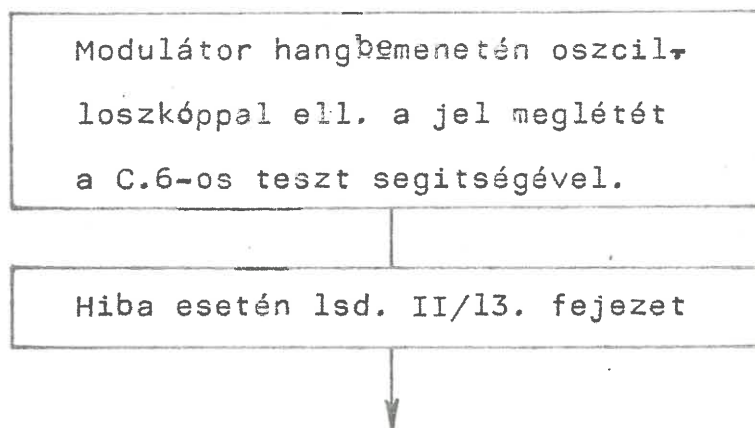 Modulátor hangbemenetén oszcil-
loszkóppal ell. a jel meglétét
a C.6-os teszt segitségével.
Hiba esetén lsd. II/13. fejezet